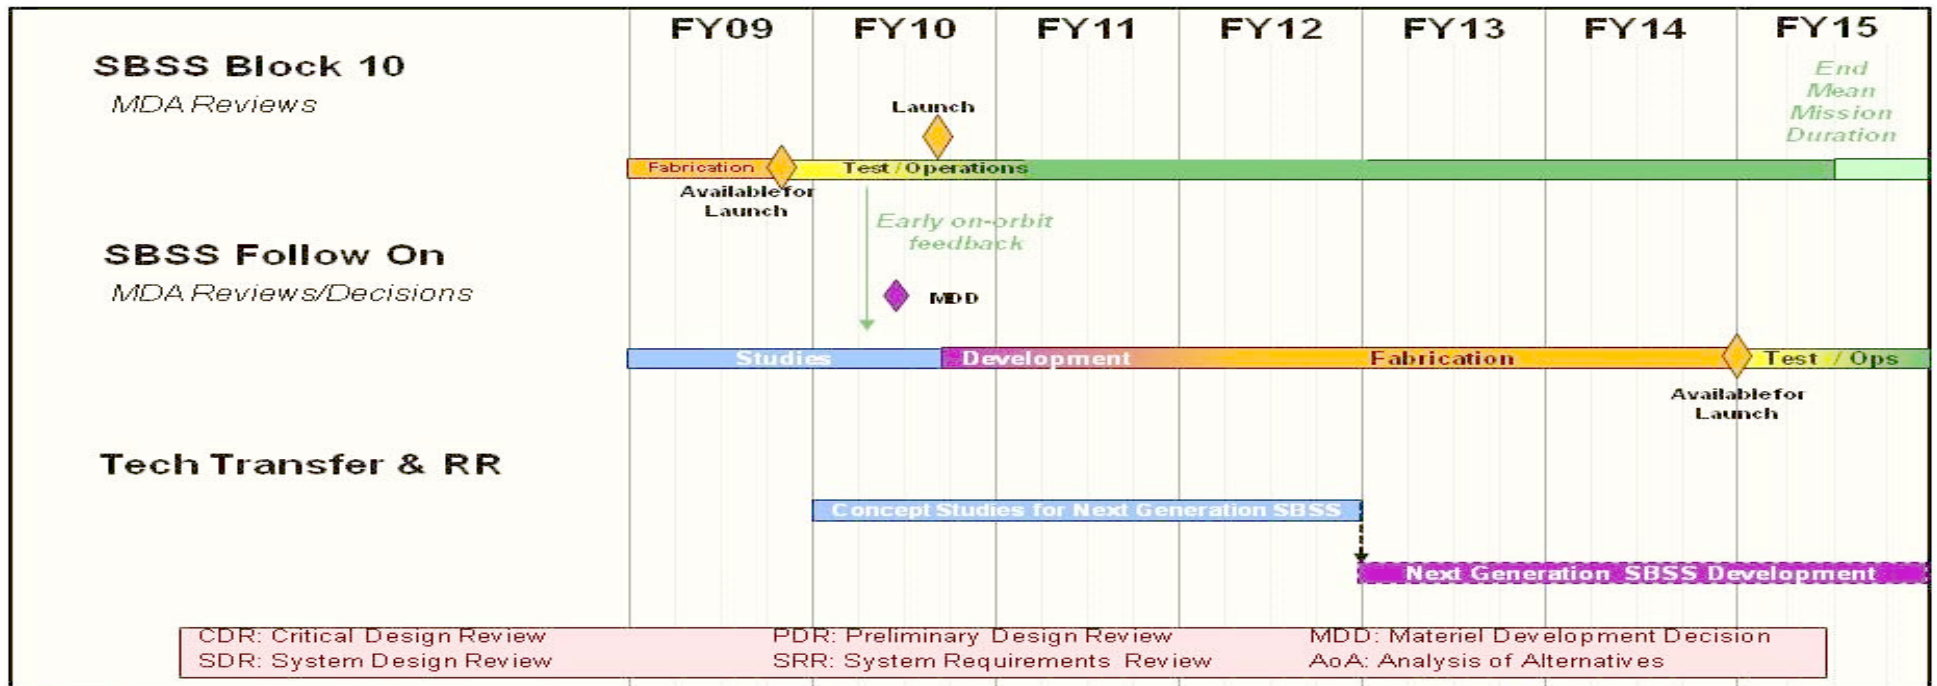 FY09 FY10 FY11 FY12 FY13 FY14 FY15
SBSS Block 10
MDA Reviews
End
Mean
Mission
Duration
Launch
Fabrication
Test / Operations
Available for
Launch
Early on-orbit
feedback
SBSS Follow On
MDA Reviews/Decisions
MDD
Studies
Development
Fabrication
Test / Ops
Available for
Launch
Tech Transfer & RR
Concept Studies for Next Generation SBSS
Next Generation SBSS Development
CDR: Critical Design Review PDR: Preliminary Design Review MDD: Materiel Development Decision
SDR: System Design Review SRR: System Requirements Review AoA: Analysis of Alternatives